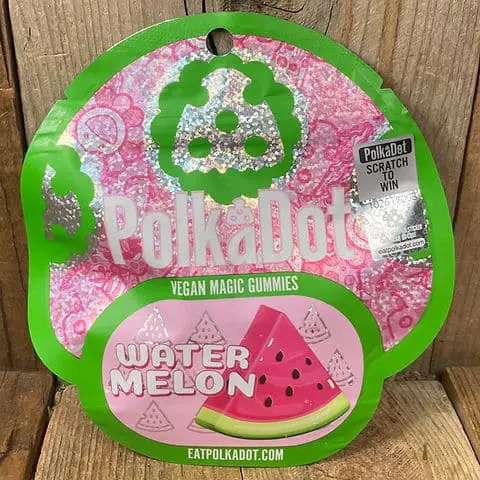 PolkaDot
SCRATCH
TO
WIN
PolkaDot
VEGAN MAGIC GUMMIES
WATER
MELON
eatpolkadot.com
EATPOLKADOT.COM